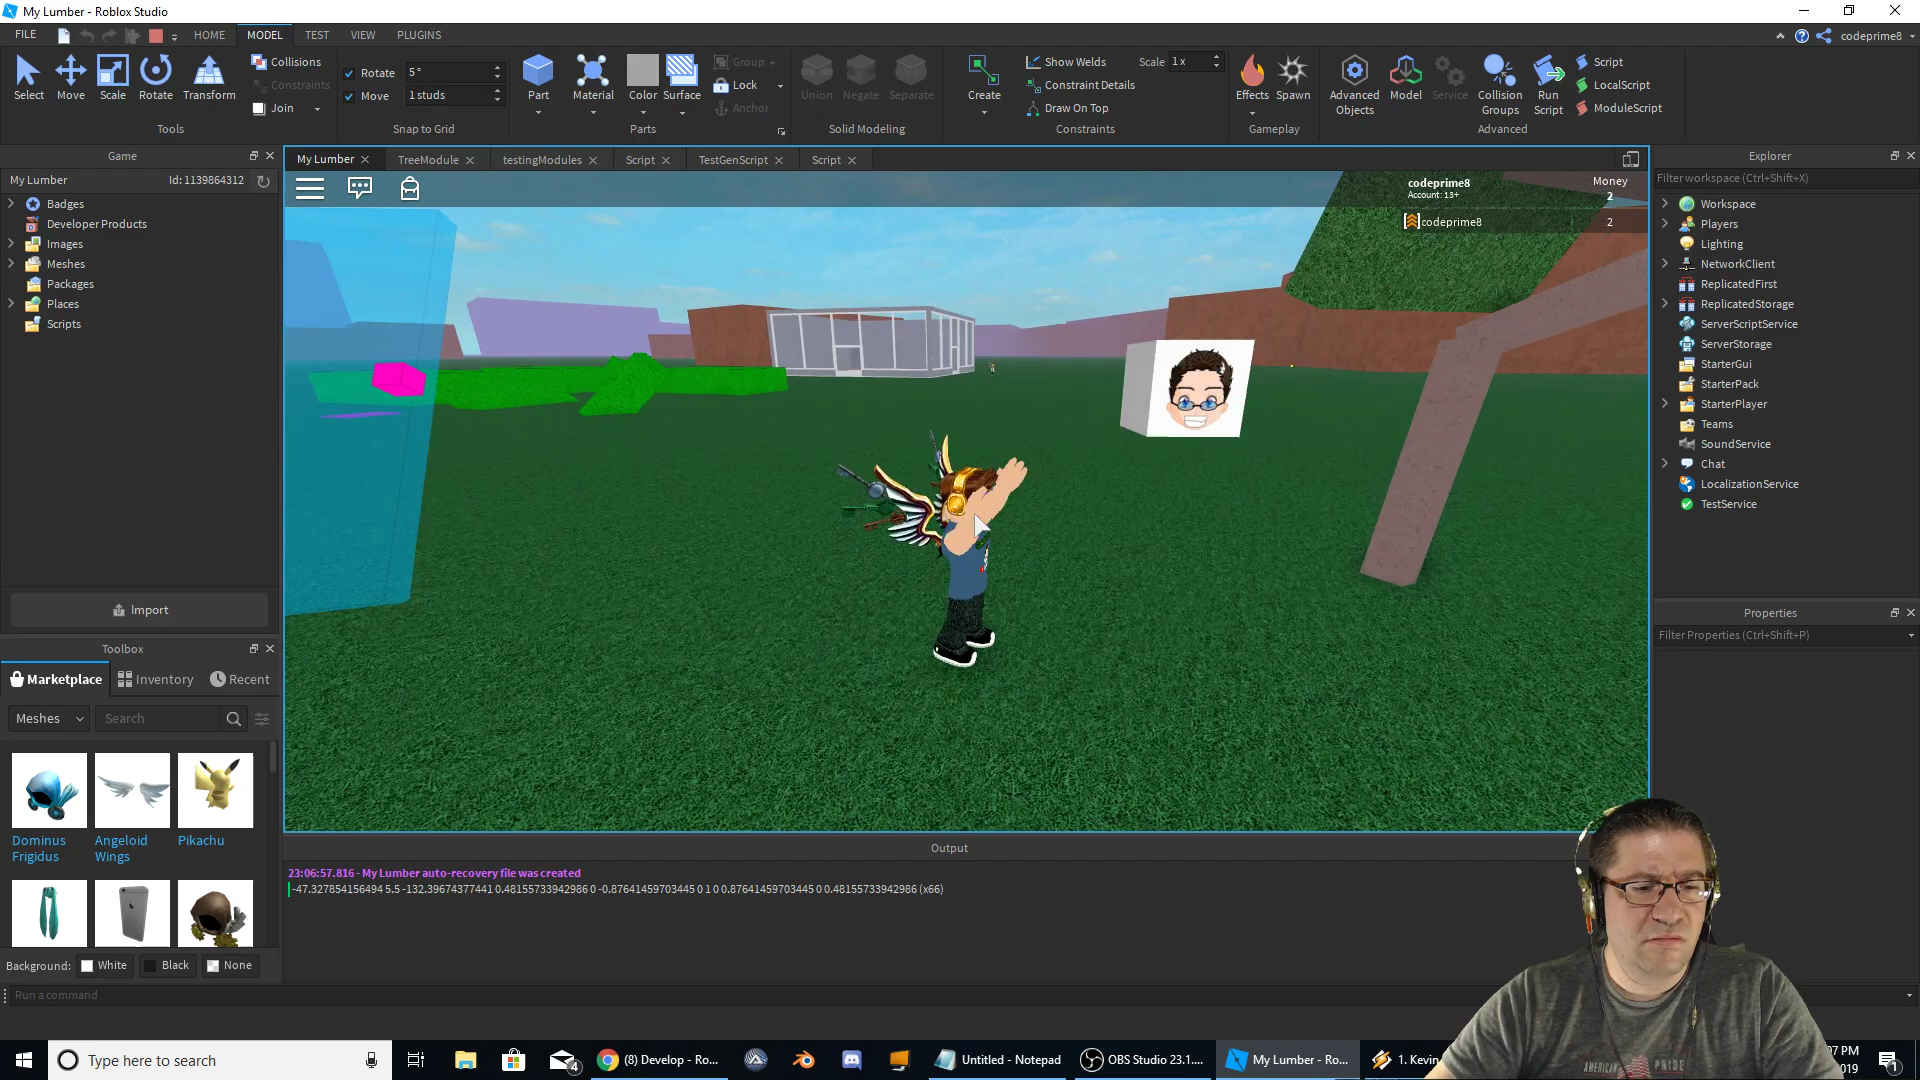 My Lumber - Roblox Studio
FILE HOME MODEL TEST VIEW PLUGINS codeprime8
Select Move Scale Rotate Transform
Collisions
Constraints
Join
Tools
Rotate 5°
Move 1 studs
Snap to Grid
Part Material Color Surface
Group
Lock
Anchor
Parts
Union Negate Separate
Solid Modeling
Create
Show Welds Scale 1x
Constraint Details
Draw On Top
Constraints
Effects Spawn
Gameplay
Advanced Objects
Model
Service
Collision Groups
Run Script
Script
LocalScript
ModuleScript
Advanced
Game
My Lumber Id: 1139864312
Badges
Developer Products
Images
Meshes
Packages
Places
Scripts
Import
Toolbox
Marketplace Inventory Recent
Meshes Search
Dominus Frigidus
Angeloid Wings
Pikachu
Background: White Black None
Run a command
My Lumber TreeModule testingModules Script TestGenScript Script
codeprime8 Money
Account: 13+ 2
codeprime8 2
Output
23:06:57.816 - My Lumber auto-recovery file was created
-47.327854156494 5.5 -132.39674377441 0.48155733942986 0 -0.87641459703445 0 1 0 0.87641459703445 0 0.48155733942986 (x66)
Explorer
Filter workspace (Ctrl+Shift+X)
Workspace
Players
Lighting
NetworkClient
ReplicatedFirst
ReplicatedStorage
ServerScriptService
ServerStorage
StarterGui
StarterPack
StarterPlayer
Teams
SoundService
Chat
LocalizationService
TestService
Properties
Filter Properties (Ctrl+Shift+P)
AMERICAN PRIDE
Type here to search
4
(8) Develop - Ro...
Untitled - Notepad
OBS Studio 23.1....
My Lumber - Ro...
1. Kevin
07 PM
019
1